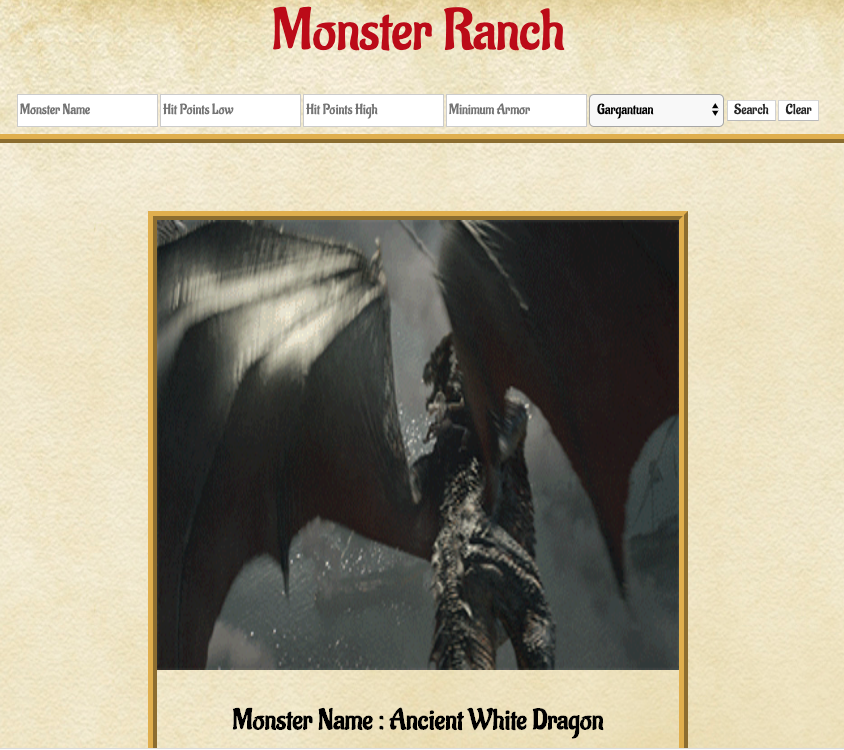 Monster Ranch
Monster Name Hit Points Low Hit Points High Minimum Armor Gargantuan Search Clear
Monster Name : Ancient White Dragon